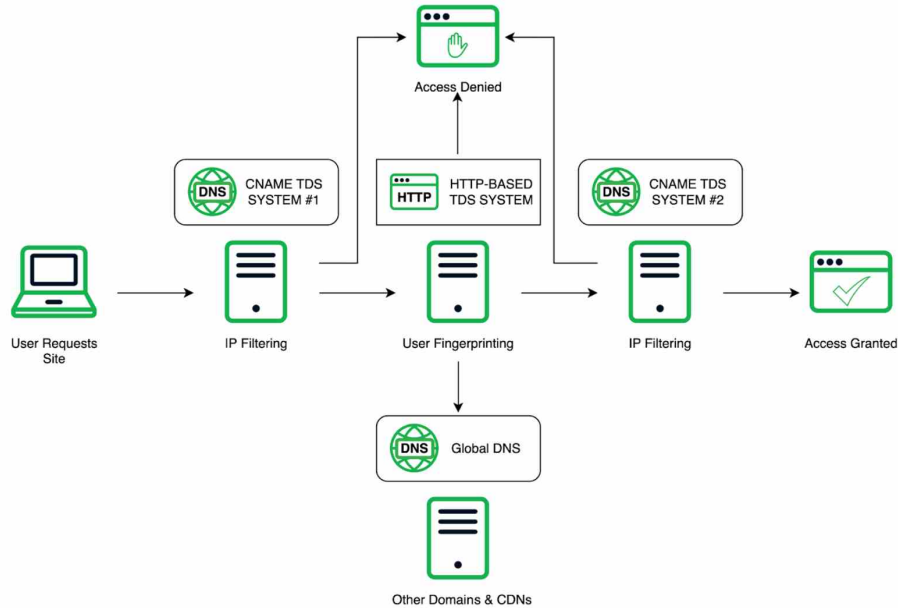 Access Denied
DNS
CNAME TDS
SYSTEM #1
HTTP
HTTP-BASED
TDS SYSTEM
DNS
CNAME TDS
SYSTEM #2
User Requests
Site
IP Filtering
User Fingerprinting
IP Filtering
Access Granted
DNS
Global DNS
Other Domains & CDNs